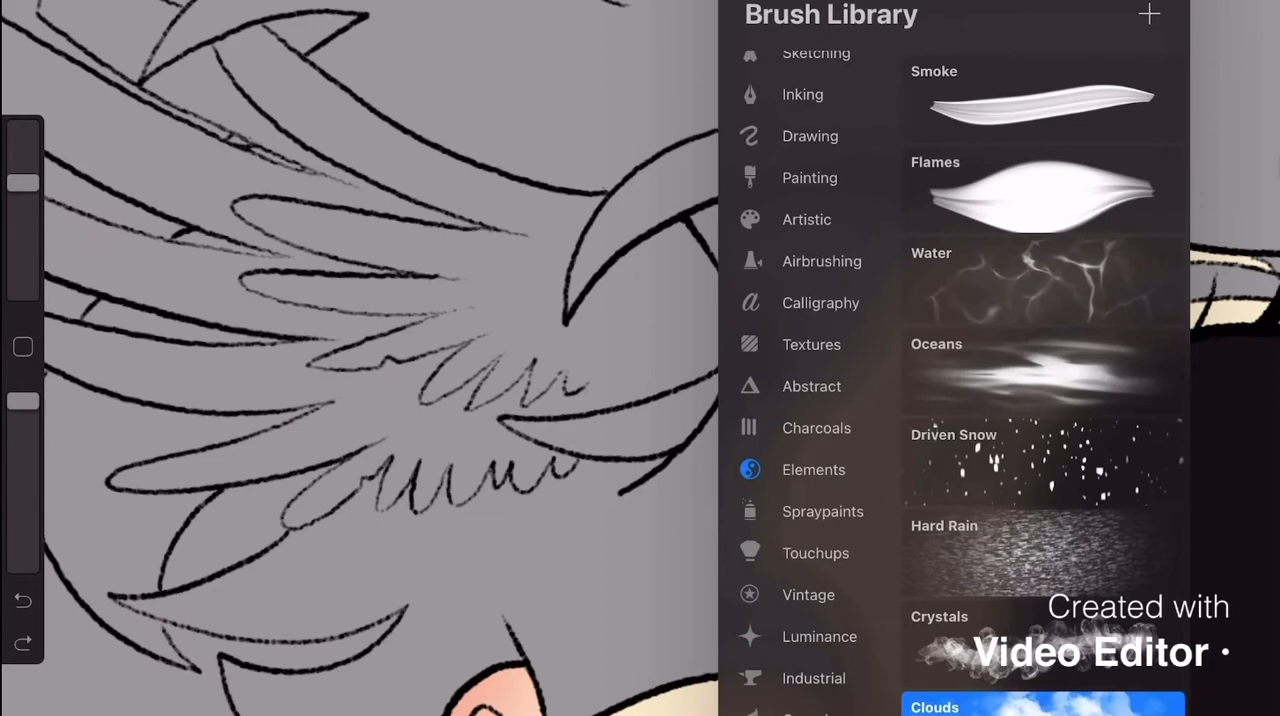 Brush Library
Sketching
Inking
Drawing
Painting
Artistic
Airbrushing
Calligraphy
Textures
Abstract
Charcoals
Elements
Spraypaints
Touchups
Vintage
Luminance
Industrial
Smoke
Flames
Water
Oceans
Driven Snow
Hard Rain
Crystals
Clouds
Created with
Video Editor •